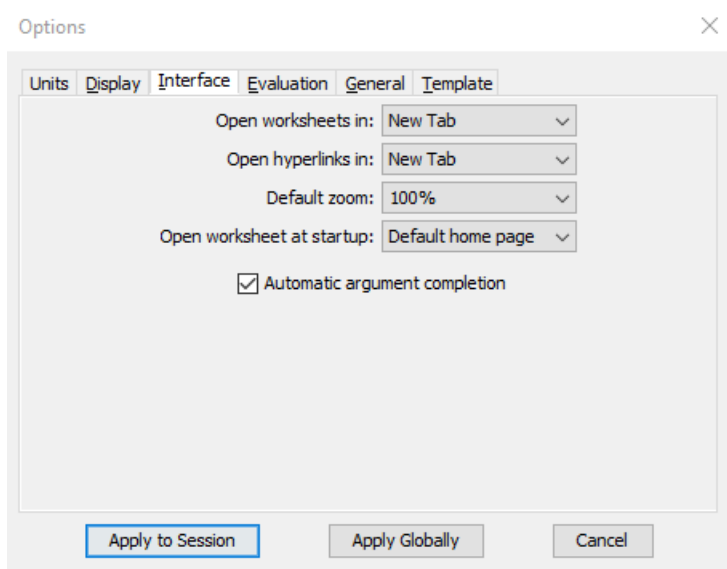 Options
Units Display Interface Evaluation General Template
Open worksheets in: New Tab
Open hyperlinks in: New Tab
Default zoom: 100%
Open worksheet at startup: Default home page
Automatic argument completion
Apply to Session Apply Globally Cancel